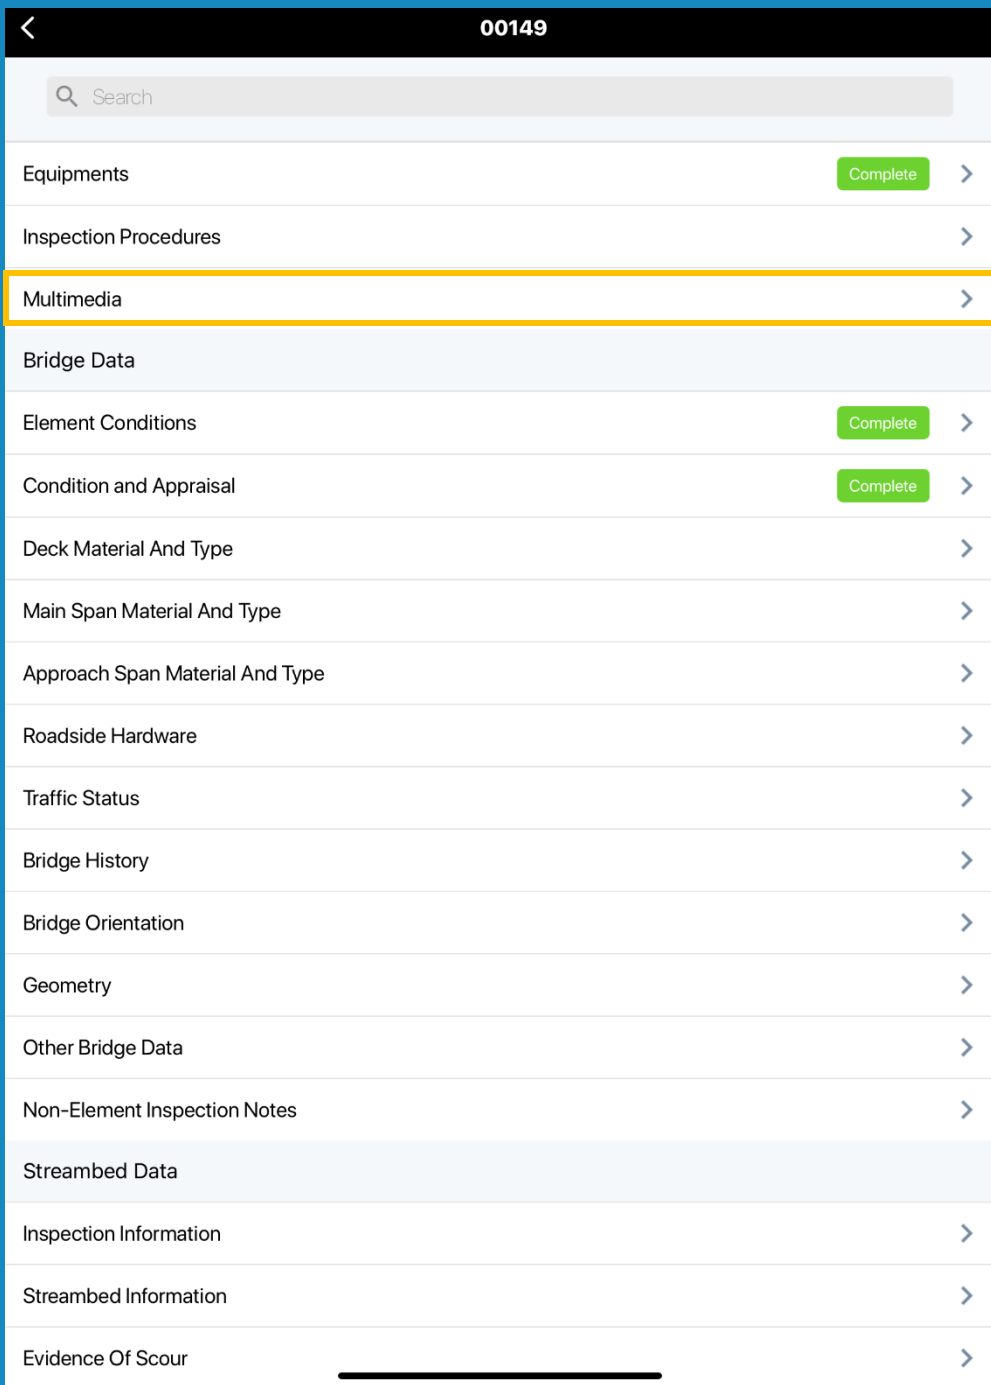 00149
Search
Equipments Complete
Inspection Procedures
Multimedia
Bridge Data
Element Conditions Complete
Condition and Appraisal Complete
Deck Material And Type
Main Span Material And Type
Approach Span Material And Type
Roadside Hardware
Traffic Status
Bridge History
Bridge Orientation
Geometry
Other Bridge Data
Non-Element Inspection Notes
Streambed Data
Inspection Information
Streambed Information
Evidence Of Scour